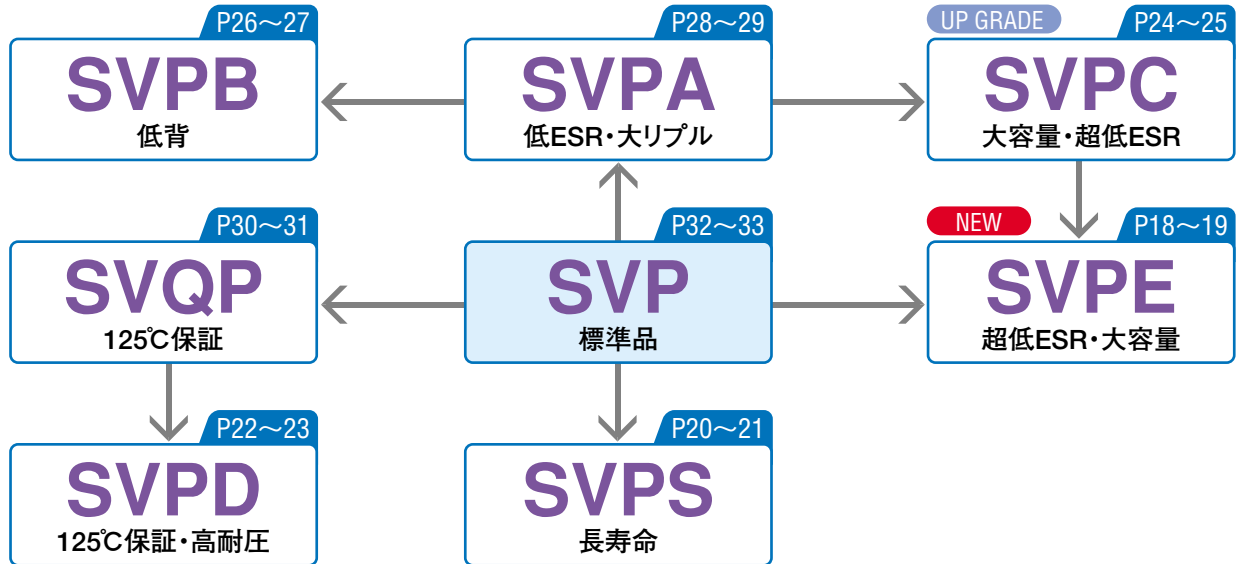 P26～27
SVPB
低背
P28～29
SVPA
低ESR・大リプル
UP GRADE
P24～25
SVPC
大容量・超低ESR
P30～31
SVQP
125℃保証
P32～33
SVP
標準品
NEW
P18～19
SVPE
超低ESR・大容量
P22～23
SVPD
125℃保証・高耐圧
P20～21
SVPS
長寿命